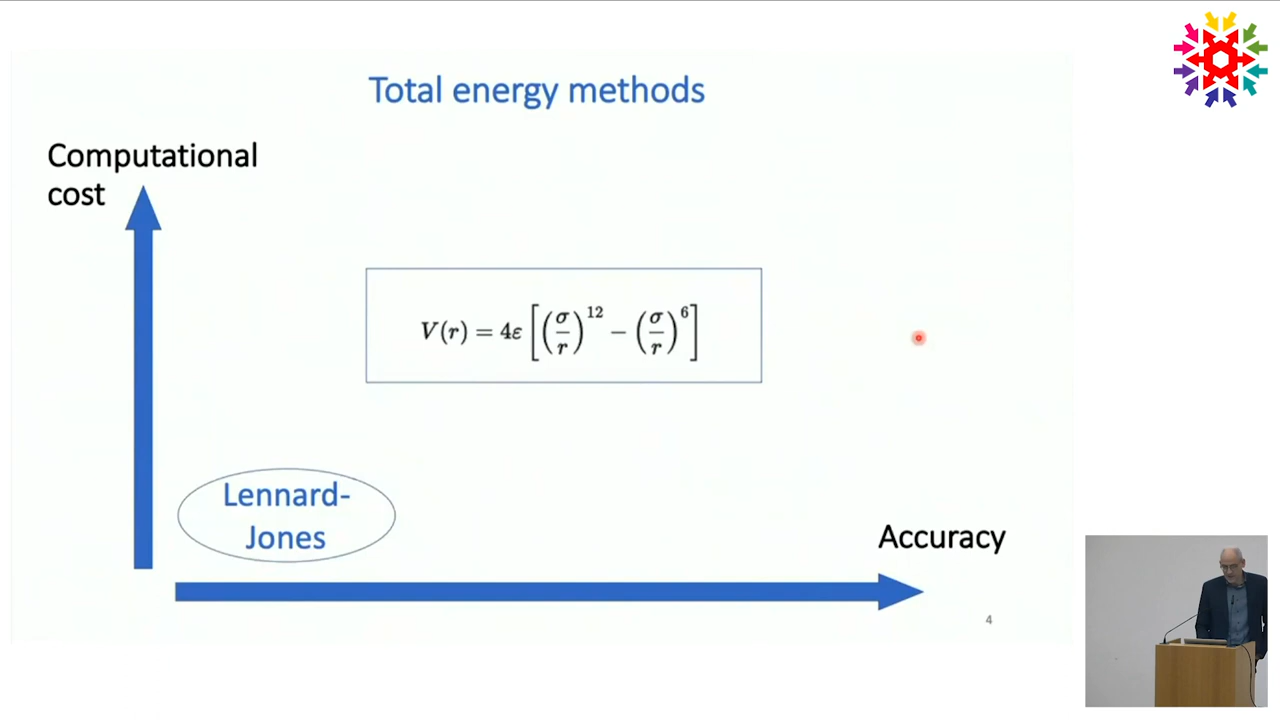 Total energy methods
Computational
cost
V(r) = 4ε [(σ/r)^12 − (σ/r)^6]
Lennard-
Jones
Accuracy
4